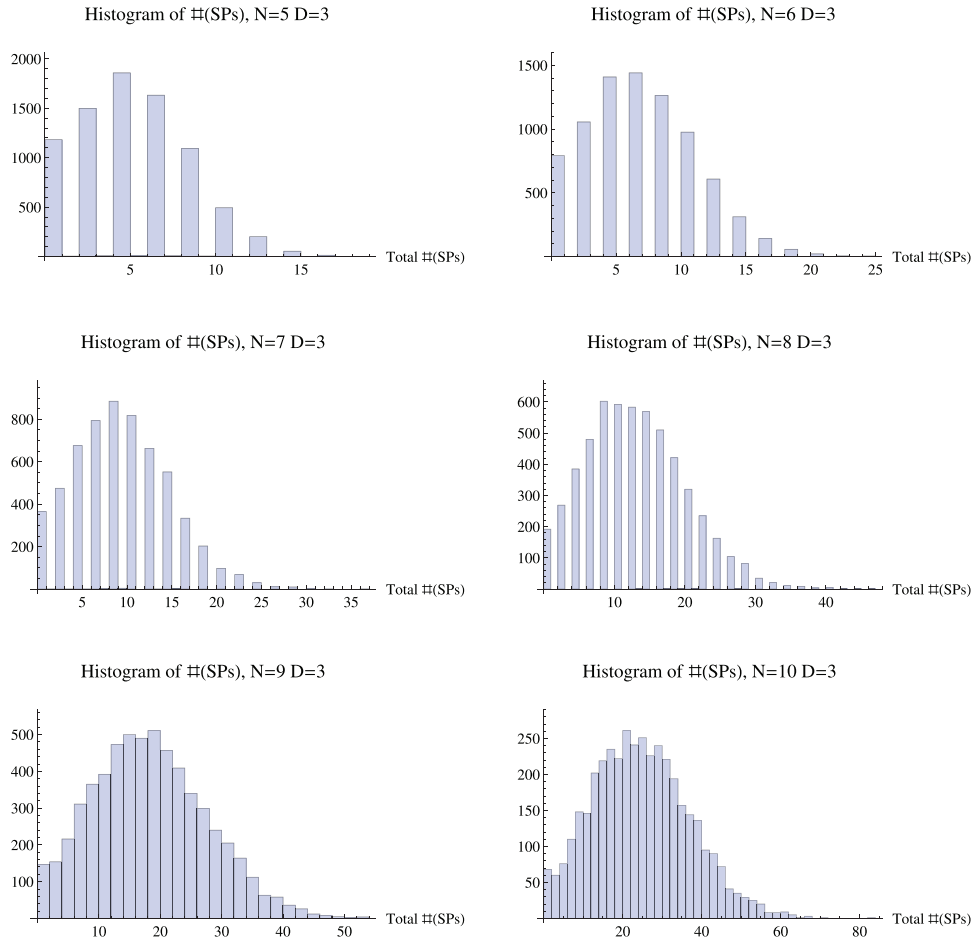 Histogram of ♯(SPs), N=5 D=3
2000
1500
1000
500
5 10 15
Total ♯(SPs)
Histogram of ♯(SPs), N=6 D=3
1500
1000
500
5 10 15 20 25
Total ♯(SPs)
Histogram of ♯(SPs), N=7 D=3
800
600
400
200
5 10 15 20 25 30 35
Total ♯(SPs)
Histogram of ♯(SPs), N=8 D=3
600
500
400
300
200
100
10 20 30 40
Total ♯(SPs)
Histogram of ♯(SPs), N=9 D=3
500
400
300
200
100
10 20 30 40 50
Total ♯(SPs)
Histogram of ♯(SPs), N=10 D=3
250
200
150
100
50
20 40 60 80
Total ♯(SPs)